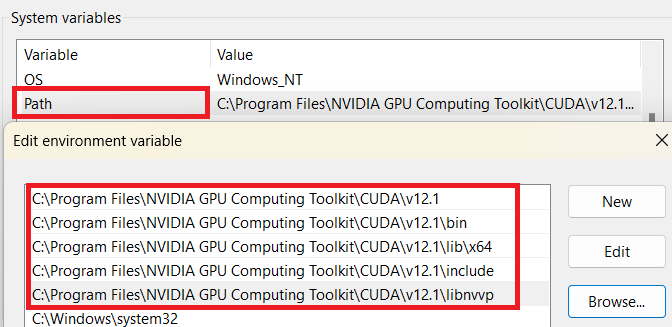 System variables
Variable Value
OS Windows_NT
Path C:\Program Files\NVIDIA GPU Computing Toolkit\CUDA\v12.1...
Edit environment variable
C:\Program Files\NVIDIA GPU Computing Toolkit\CUDA\v12.1
New
C:\Program Files\NVIDIA GPU Computing Toolkit\CUDA\v12.1\bin
C:\Program Files\NVIDIA GPU Computing Toolkit\CUDA\v12.1\lib\x64
Edit
C:\Program Files\NVIDIA GPU Computing Toolkit\CUDA\v12.1\include
C:\Program Files\NVIDIA GPU Computing Toolkit\CUDA\v12.1\libnvvp
Browse...
C:\Windows\system32